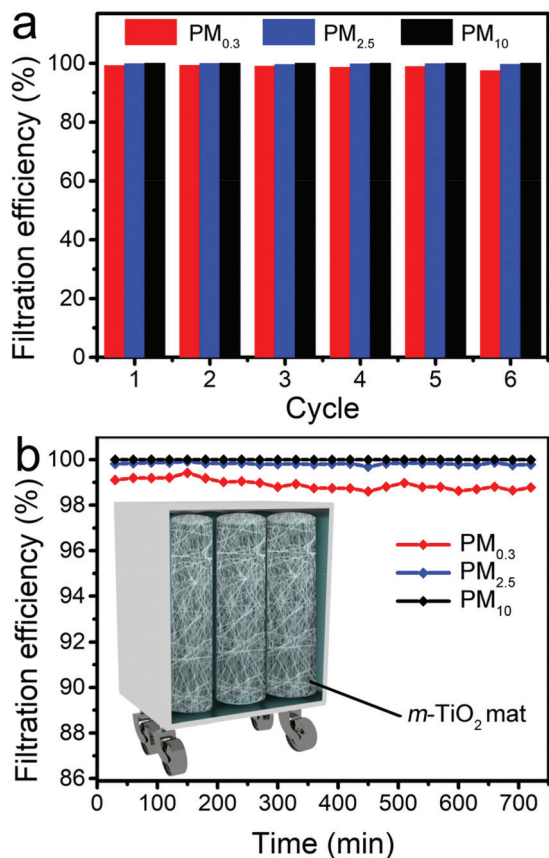 a
PM0.3 PM2.5 PM10
Filtration efficiency (%)
100
80
60
40
20
0
1 2 3 4 5 6
Cycle
b
Filtration efficiency (%)
100
98
96
94
92
90
88
86
PM0.3
PM2.5
PM10
m-TiO2 mat
0 100 200 300 400 500 600 700
Time (min)